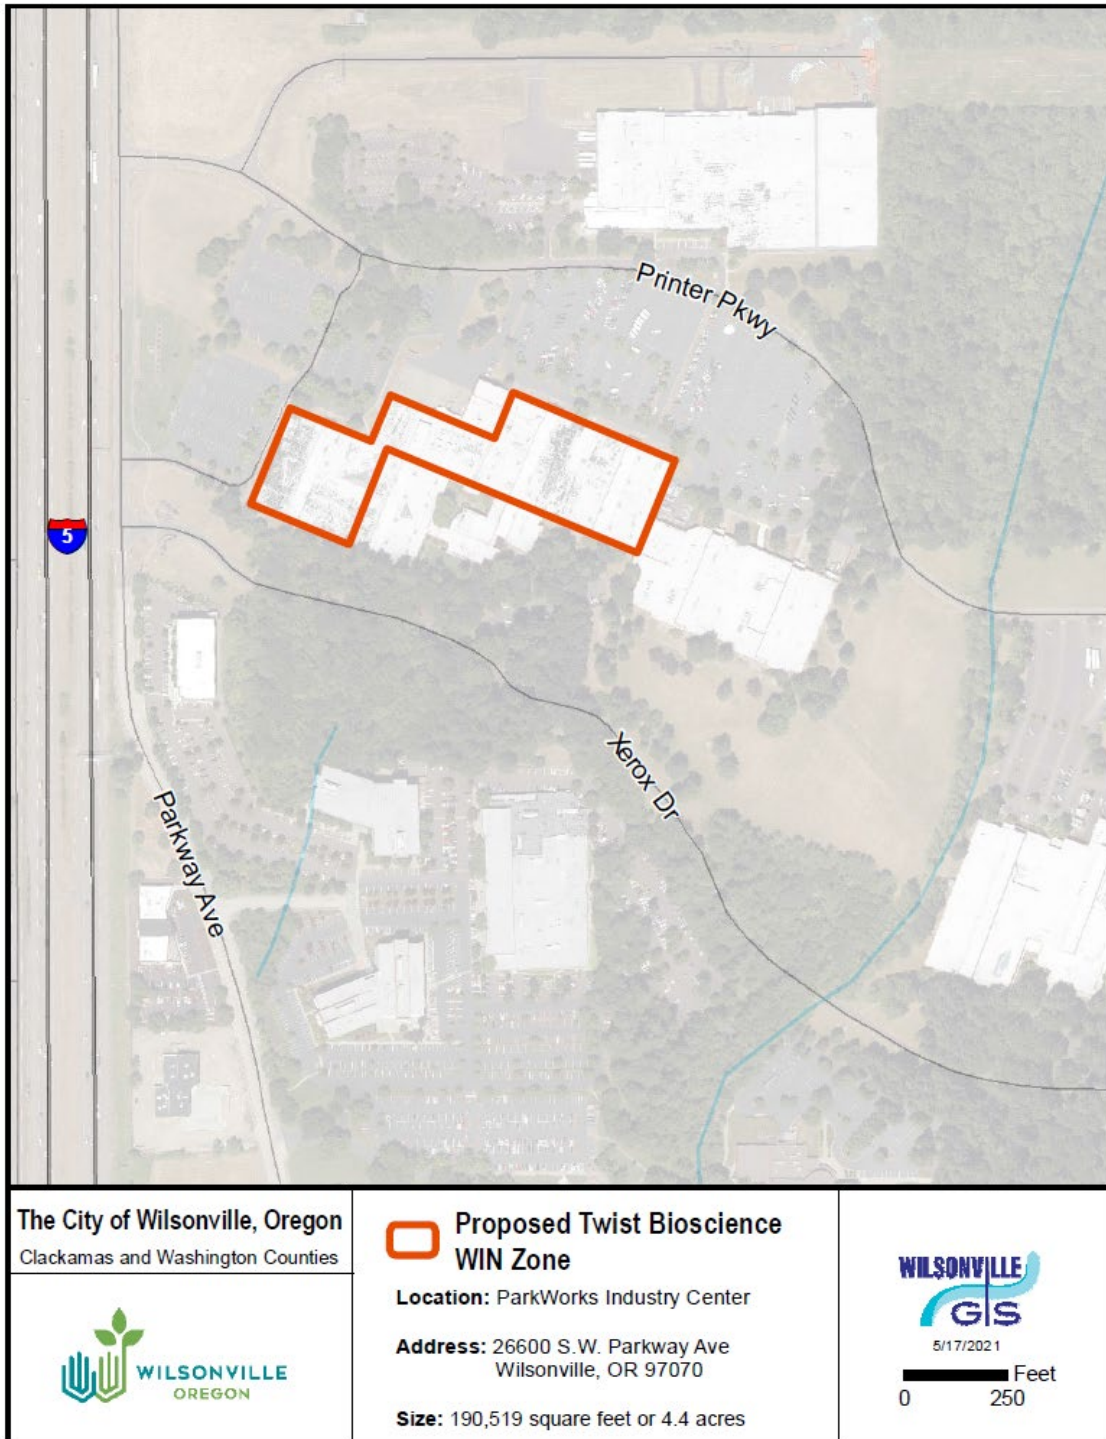 Printer Pkwy
5
Xerox Dr
Parkway Ave
The City of Wilsonville, Oregon
Clackamas and Washington Counties
WILSONVILLE
OREGON
Proposed Twist Bioscience
WIN Zone
Location: ParkWorks Industry Center
Address: 26600 S.W. Parkway Ave
Wilsonville, OR 97070
Size: 190,519 square feet or 4.4 acres
WILSONVILLE
GIS
5/17/2021
Feet
0 250